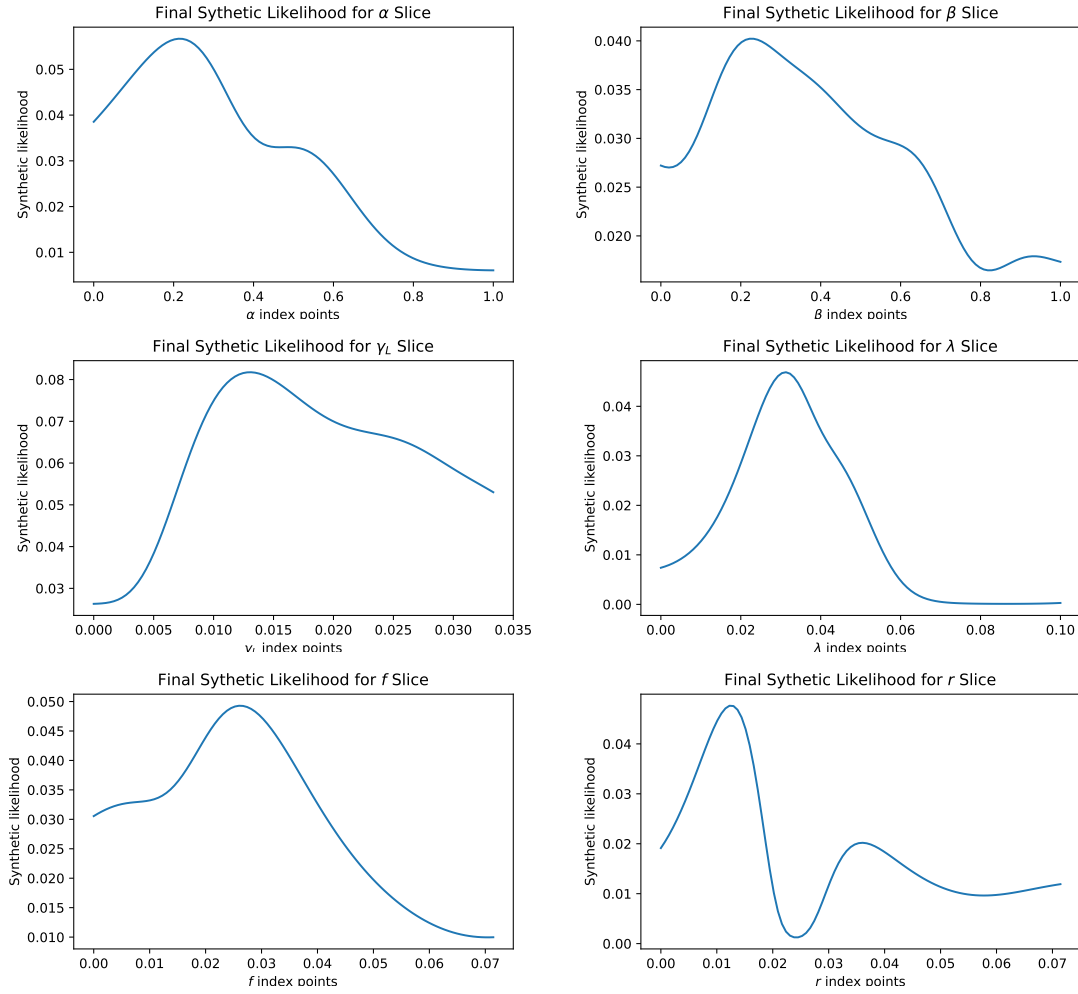 Final Sythetic Likelihood for α Slice
Synthetic likelihood
0.05
0.04
0.03
0.02
0.01
0.0 0.2 0.4 0.6 0.8 1.0
α index points
Final Sythetic Likelihood for β Slice
Synthetic likelihood
0.040
0.035
0.030
0.025
0.020
0.0 0.2 0.4 0.6 0.8 1.0
β index points
Final Sythetic Likelihood for γL Slice
Synthetic likelihood
0.08
0.07
0.06
0.05
0.04
0.03
0.000 0.005 0.010 0.015 0.020 0.025 0.030 0.035
γL index points
Final Sythetic Likelihood for λ Slice
Synthetic likelihood
0.04
0.03
0.02
0.01
0.00
0.00 0.02 0.04 0.06 0.08 0.10
λ index points
Final Sythetic Likelihood for f Slice
Synthetic likelihood
0.050
0.045
0.040
0.035
0.030
0.025
0.020
0.015
0.010
0.00 0.01 0.02 0.03 0.04 0.05 0.06 0.07
f index points
Final Sythetic Likelihood for r Slice
Synthetic likelihood
0.04
0.03
0.02
0.01
0.00
0.00 0.01 0.02 0.03 0.04 0.05 0.06 0.07
r index points